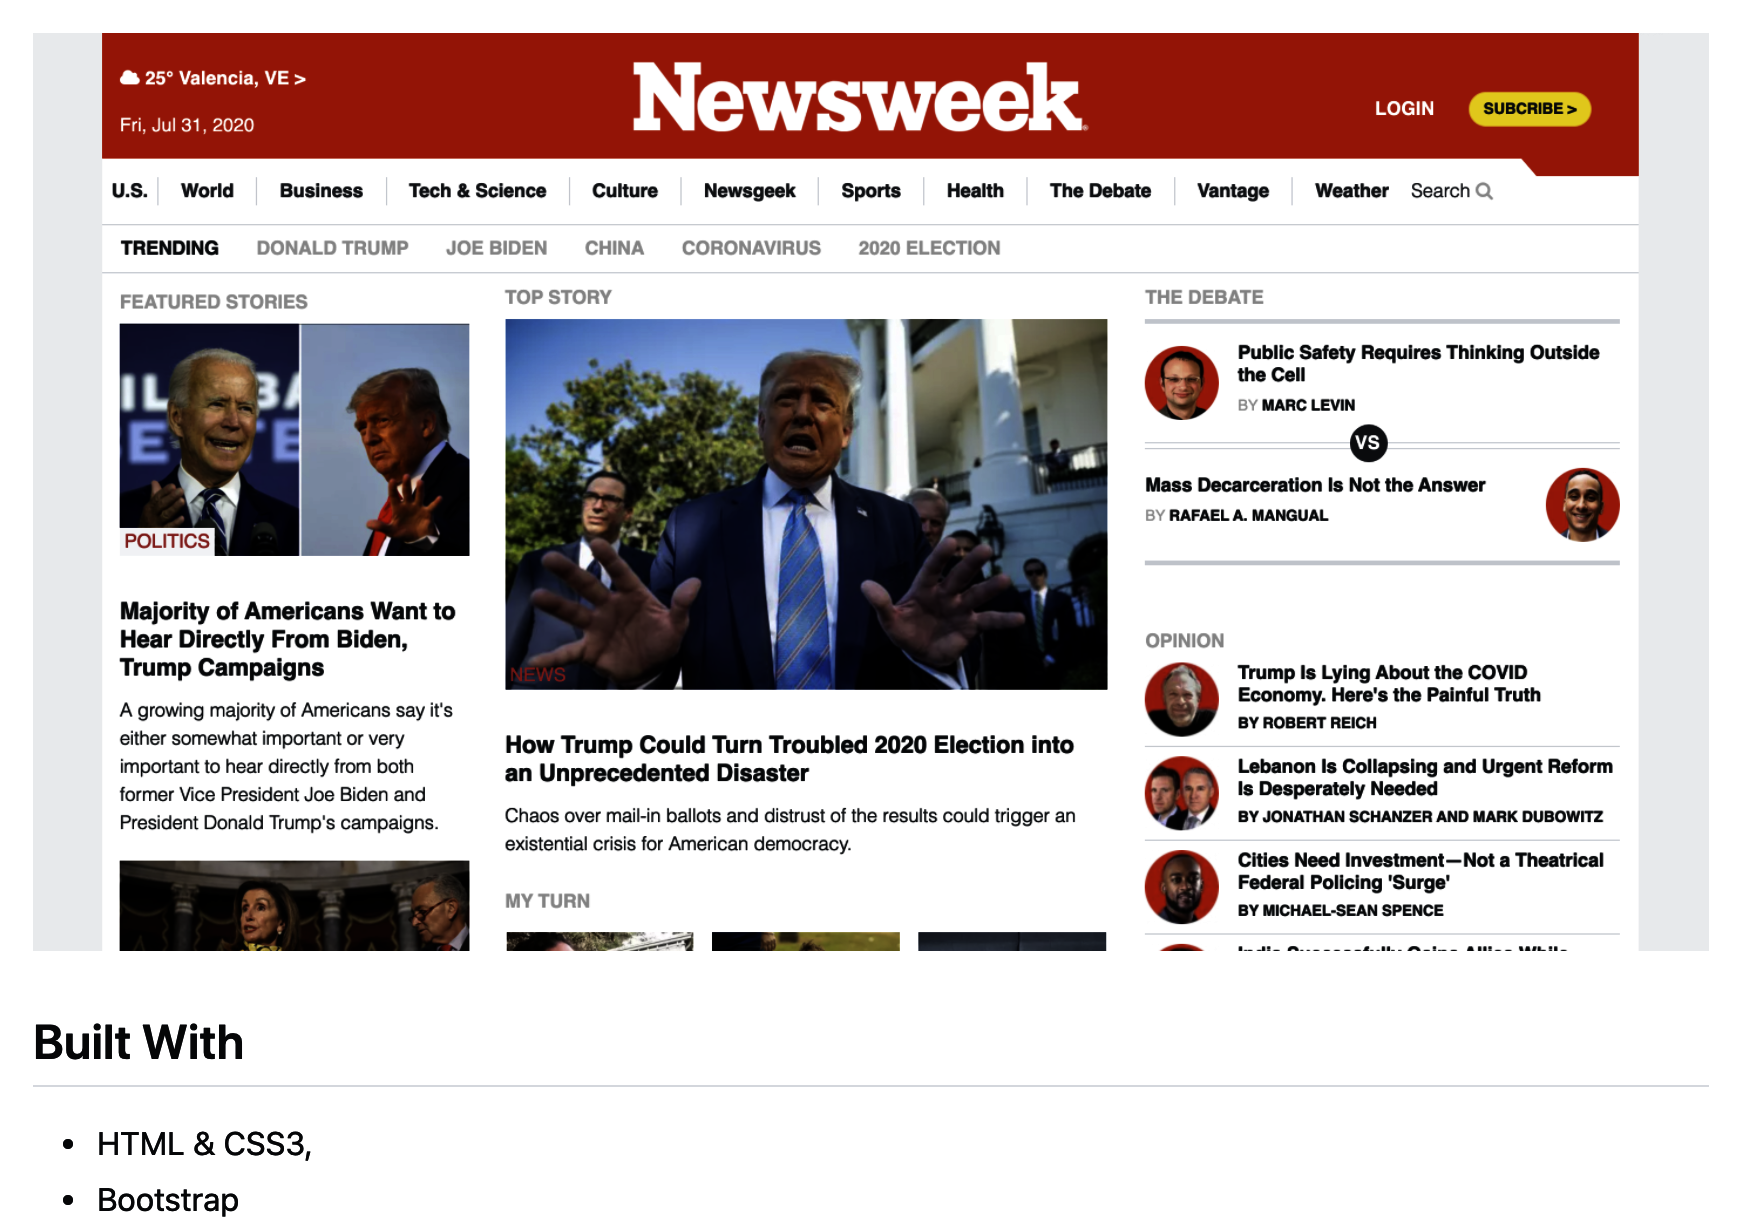 25° Valencia, VE >
Fri, Jul 31, 2020
Newsweek
LOGIN
SUBCRIBE >
U.S. World Business Tech & Science Culture Newsgeek Sports Health The Debate Vantage Weather Search
TRENDING DONALD TRUMP JOE BIDEN CHINA CORONAVIRUS 2020 ELECTION
FEATURED STORIES
POLITICS
Majority of Americans Want to
Hear Directly From Biden,
Trump Campaigns
A growing majority of Americans say it's
either somewhat important or very
important to hear directly from both
former Vice President Joe Biden and
President Donald Trump's campaigns.
TOP STORY
NEWS
How Trump Could Turn Troubled 2020 Election into
an Unprecedented Disaster
Chaos over mail-in ballots and distrust of the results could trigger an
existential crisis for American democracy.
MY TURN
THE DEBATE
Public Safety Requires Thinking Outside
the Cell
BY MARC LEVIN
VS
Mass Decarceration Is Not the Answer
BY RAFAEL A. MANGUAL
OPINION
Trump Is Lying About the COVID
Economy. Here's the Painful Truth
BY ROBERT REICH
Lebanon Is Collapsing and Urgent Reform
Is Desperately Needed
BY JONATHAN SCHANZER AND MARK DUBOWITZ
Cities Need Investment—Not a Theatrical
Federal Policing 'Surge'
BY MICHAEL-SEAN SPENCE
Built With
• HTML & CSS3,
• Bootstrap